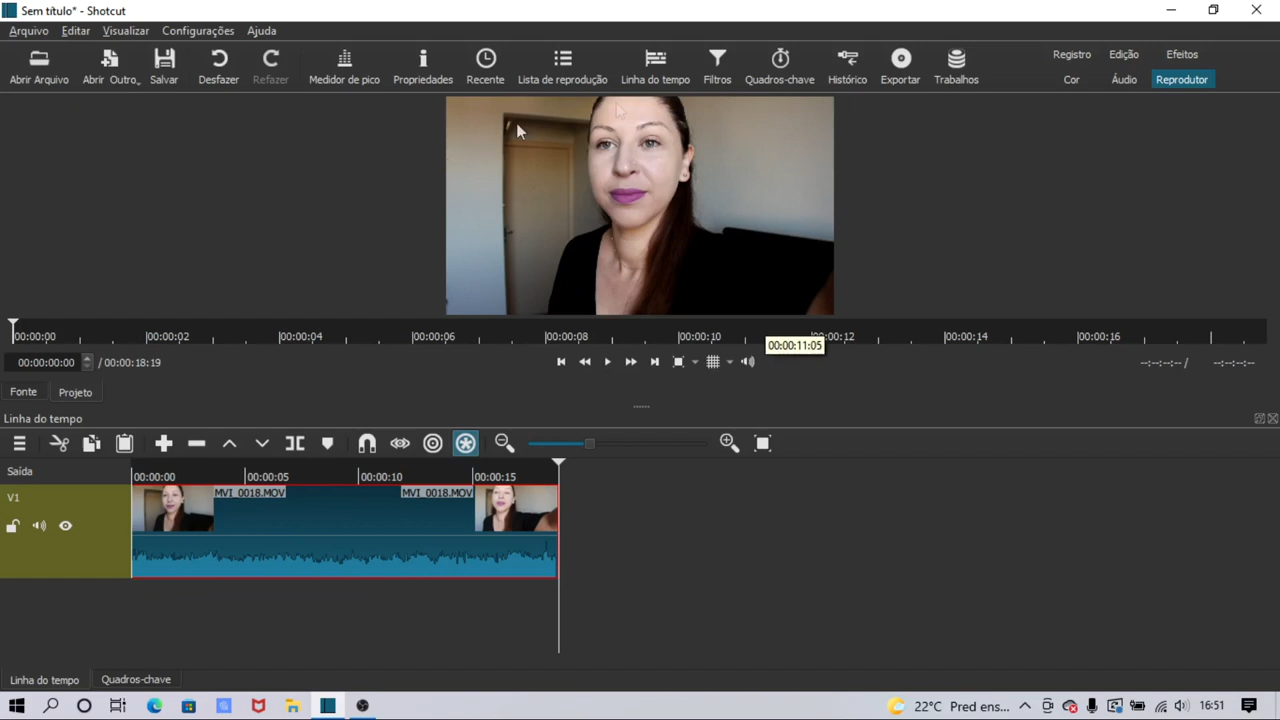 Sem título* - Shotcut
Arquivo Editar Visualizar Configurações Ajuda
Abrir Arquivo Abrir Outro... Salvar Desfazer Refazer Medidor de pico Propriedades Recente Lista de reprodução Linha do tempo Filtros Quadros-chave Histórico Exportar Trabalhos
Registro Edição Efeitos
Cor Áudio Reprodutor
00:00:00 00:00:02 00:00:04 00:00:06 00:00:08 00:00:10 00:00:12 00:00:14 00:00:16
00:00:11:05
00:00:00:00 / 00:00:18:19 --:--:--:-- / --:--:--:--
Fonte Projeto
Linha do tempo
Saída
00:00:00 00:00:05 00:00:10 00:00:15
V1
MVI_0018.MOV MVI_0018.MOV
Linha do tempo Quadros-chave
22°C Pred ens... 16:51